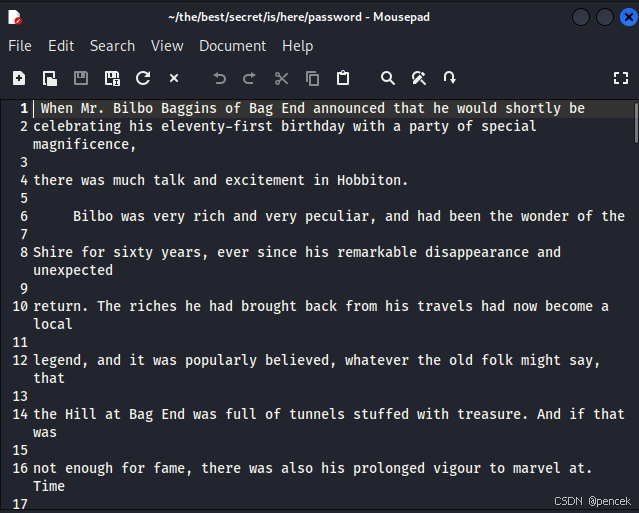 ~/the/best/secret/is/here/password - Mousepad
File Edit Search View Document Help
1 When Mr. Bilbo Baggins of Bag End announced that he would shortly be
2 celebrating his eleventy-first birthday with a party of special
magnificence,
3
4 there was much talk and excitement in Hobbiton.
5
6 Bilbo was very rich and very peculiar, and had been the wonder of the
7
8 Shire for sixty years, ever since his remarkable disappearance and
unexpected
9
10 return. The riches he had brought back from his travels had now become a
local
11
12 legend, and it was popularly believed, whatever the old folk might say,
that
13
14 the Hill at Bag End was full of tunnels stuffed with treasure. And if that
was
15
16 not enough for fame, there was also his prolonged vigour to marvel at.
Time
17
CSDN @pencek